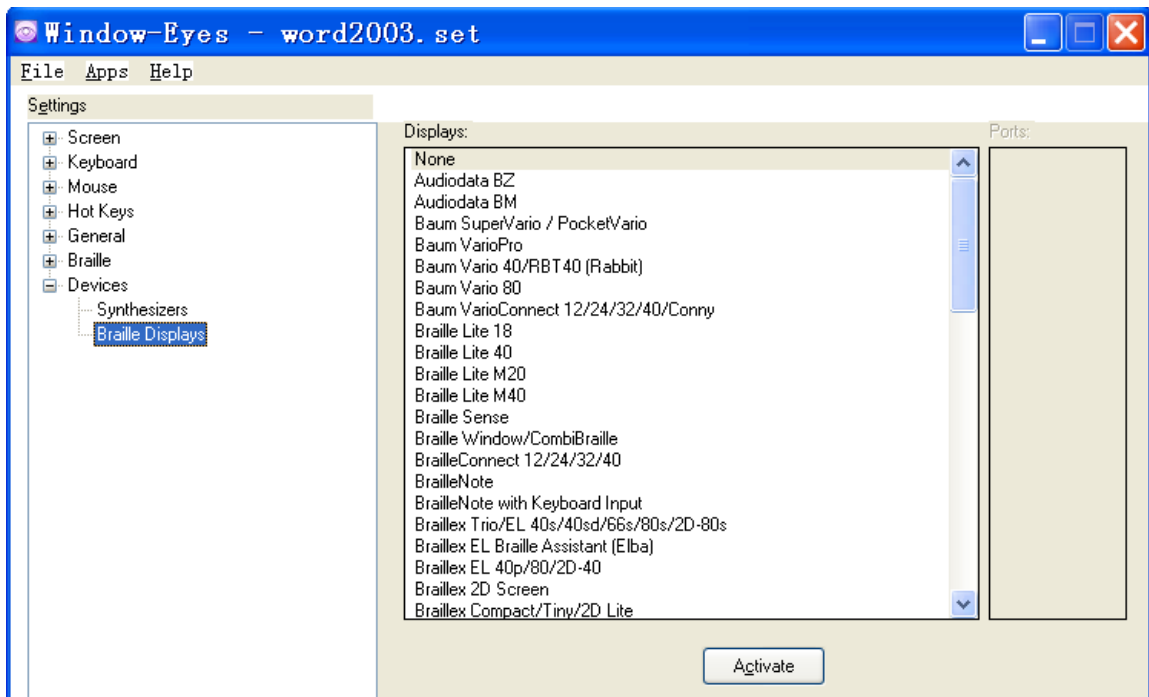 Window-Eyes - word2003.set
File Apps Help
Settings
Screen
Keyboard
Mouse
Hot Keys
General
Braille
Devices
Synthesizers
Braille Displays
Displays:
None
Audiodata BZ
Audiodata BM
Baum SuperVario / PocketVario
Baum VarioPro
Baum Vario 40/RBT40 (Rabbit)
Baum Vario 80
Baum VarioConnect 12/24/32/40/Conny
Braille Lite 18
Braille Lite 40
Braille Lite M20
Braille Lite M40
Braille Sense
Braille Window/CombiBraille
BrailleConnect 12/24/32/40
BrailleNote
BrailleNote with Keyboard Input
Braillex Trio/EL 40s/40sd/66s/80s/2D-80s
Braillex EL Braille Assistant (Elba)
Braillex EL 40p/80/2D-40
Braillex 2D Screen
Braillex Compact/Tiny/2D Lite
Ports:
Activate